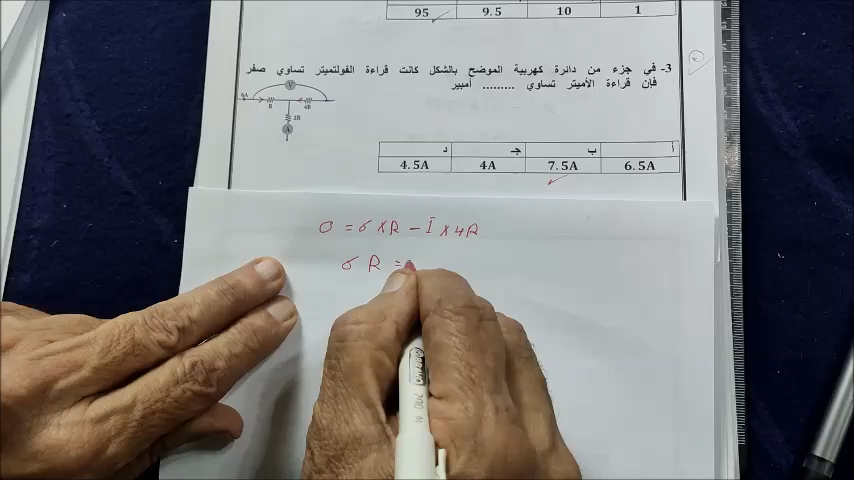 95 9.5 10 1
3- في جزء من دائرة كهربية الموضح بالشكل كانت قراءة الفولتميتر تساوي صفر
فإن قراءة الأميتر تساوي ......... أمبير
V
6A
R
2R
A
أ ب جـ د
6.5A 7.5A 4A 4.5A
0 = 6 x R - I x 4R
6 R =